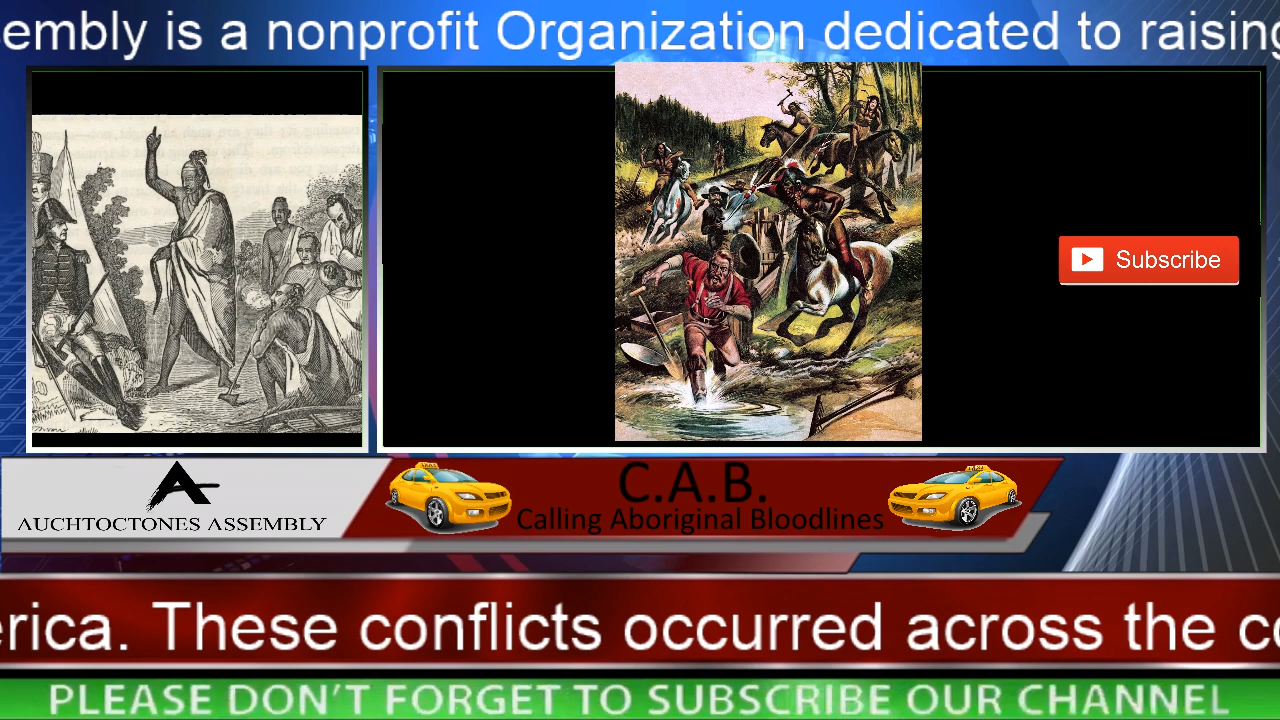 embly is a nonprofit Organization dedicated to raising
Subscribe
AUCHTOCTONES ASSEMBLY
C.A.B.
Calling Aboriginal Bloodlines
erica. These conflicts occurred across the co
PLEASE DON'T FORGET TO SUBSCRIBE OUR CHANNEL